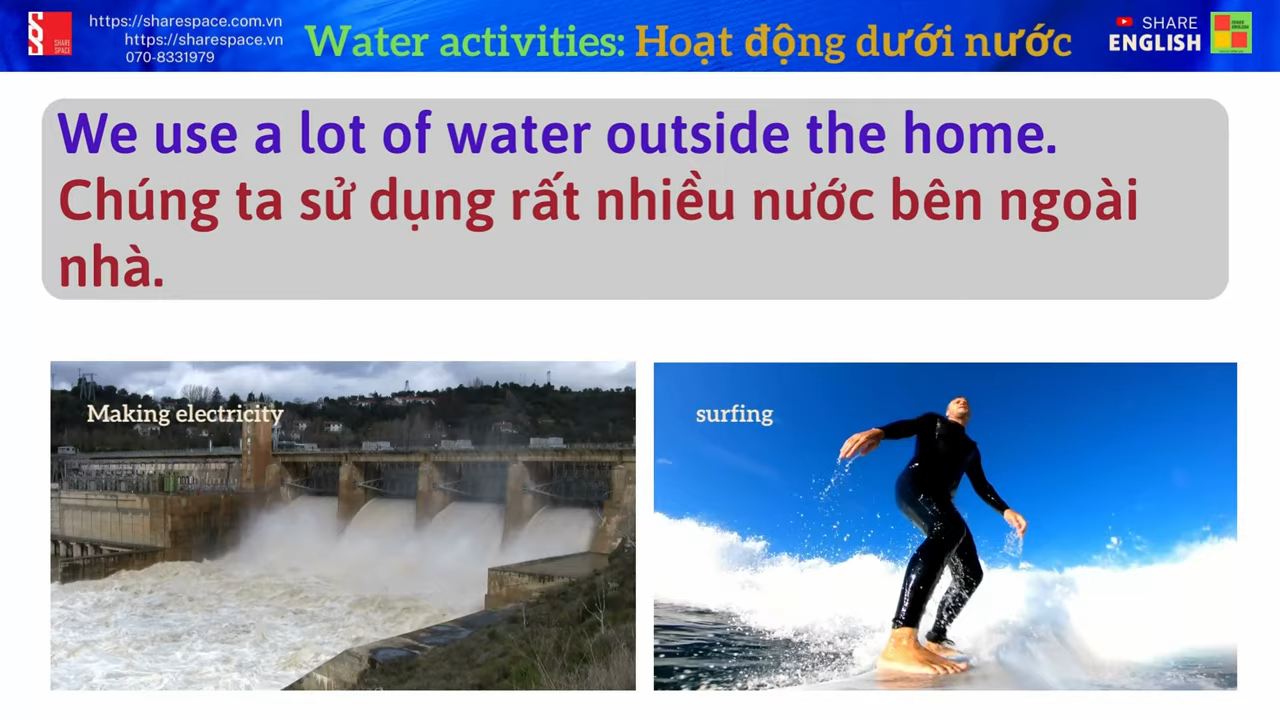 https://sharespace.com.vn
https://sharespace.vn
070-8331979
SHARE
SPACE
Water activities: Hoạt động dưới nước
SHARE
ENGLISH
We use a lot of water outside the home.
Chúng ta sử dụng rất nhiều nước bên ngoài
nhà.
Making electricity
surfing